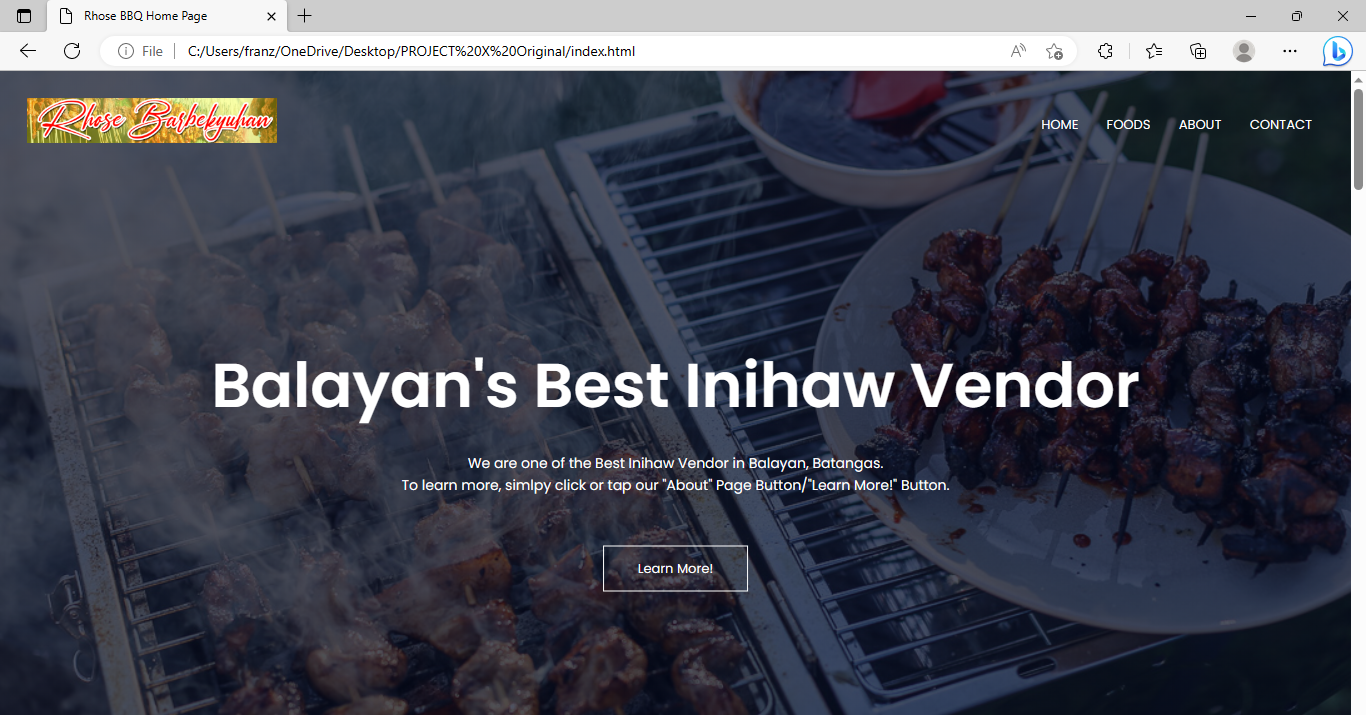 Rhose BBQ Home Page
File
C:/Users/franz/OneDrive/Desktop/PROJECT%20X%20Original/index.html
Rhose Barbekyuhan
HOME FOODS ABOUT CONTACT
Balayan's Best Inihaw Vendor
We are one of the Best Inihaw Vendor in Balayan, Batangas.
To learn more, simlpy click or tap our "About" Page Button/"Learn More!" Button.
Learn More!